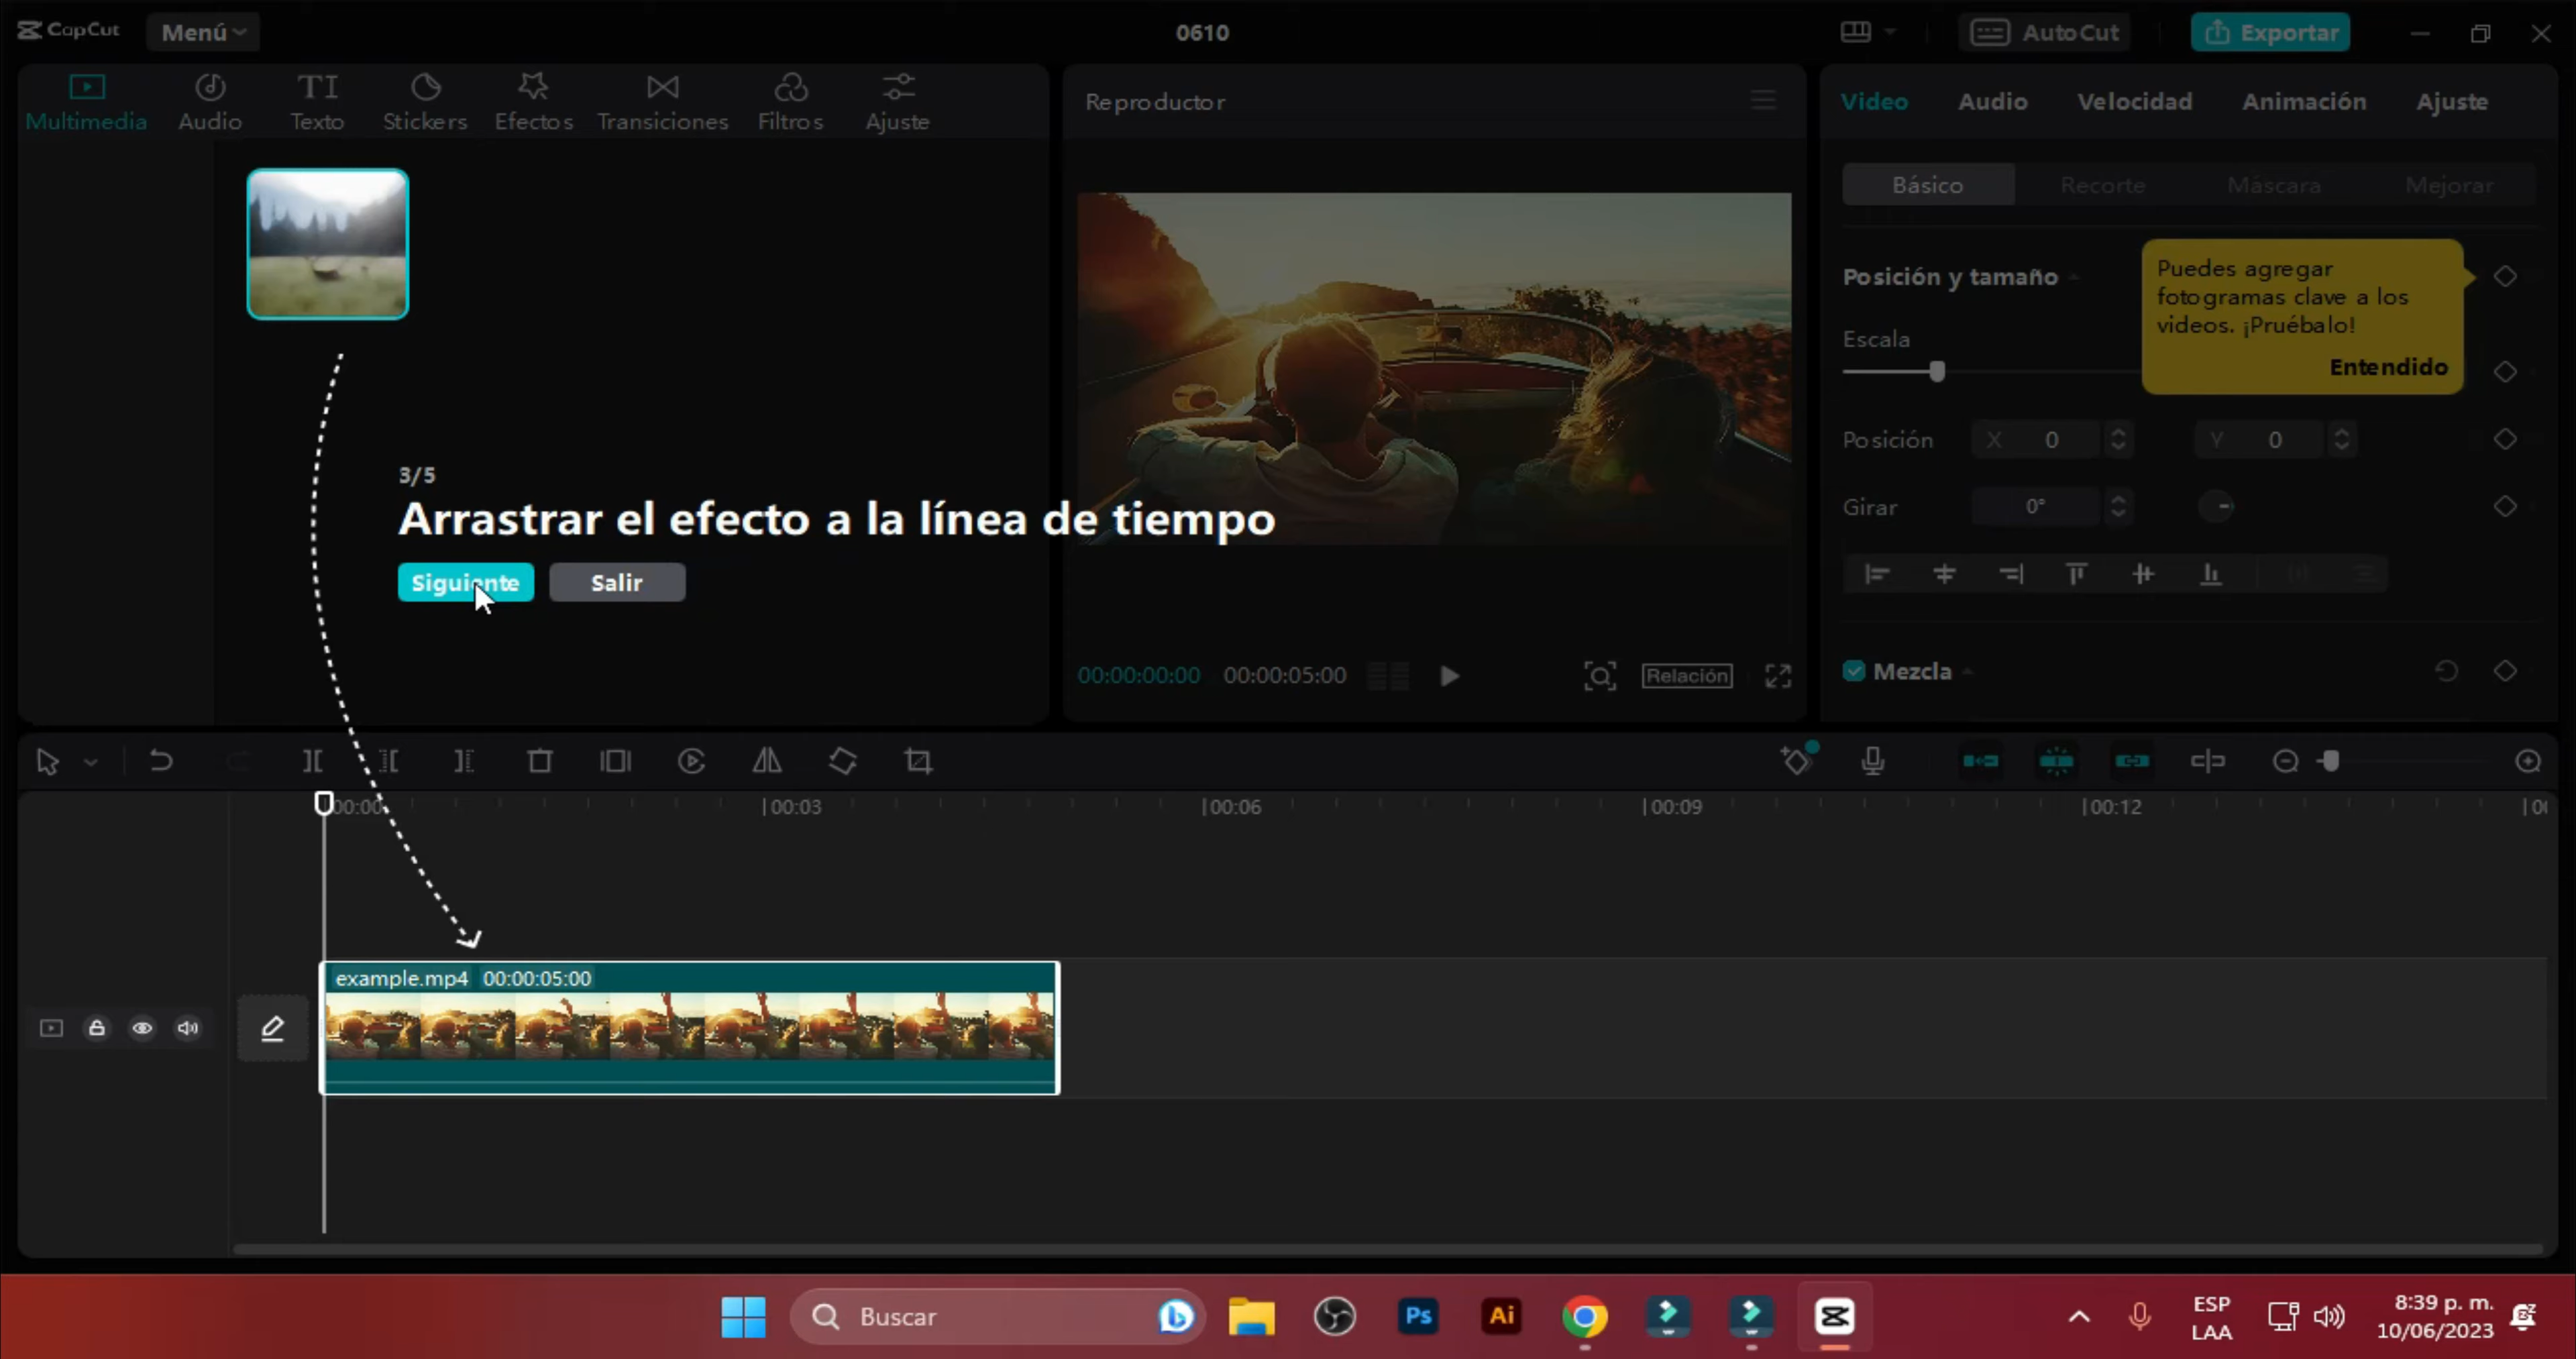 CapCut
Menú
0610
AutoCut
Exportar
Multimedia
Audio
Texto
Stickers
Efectos
Transiciones
Filtros
Ajuste
Reproductor
Video
Audio
Velocidad
Animación
Ajuste
Básico
Recorte
Máscara
Mejorar
Posición y tamaño
Puedes agregar
fotogramas clave a los
videos. ¡Pruébalo!
Entendido
Escala
Posición
X 0
Y 0
Girar
0°
Mezcla
3/5
Arrastrar el efecto a la línea de tiempo
Siguiente
Salir
00:00:00:00
00:00:05:00
Relación
00:00
00:03
00:06
00:09
00:12
example.mp4 00:00:05:00
Buscar
Ps
Ai
ESP
LAA
8:39 p. m.
10/06/2023